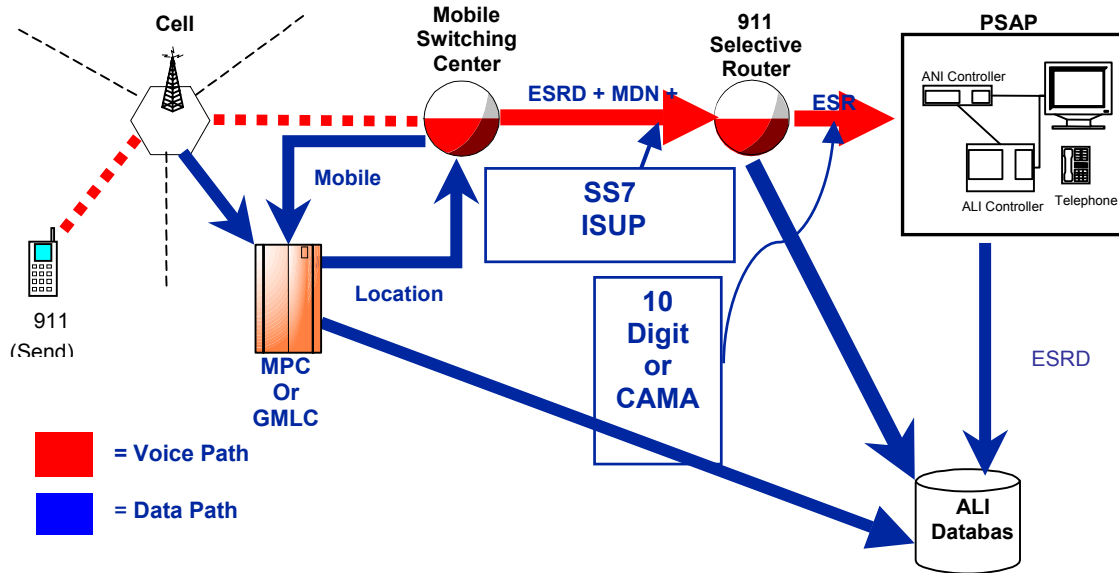 Cell
Mobile
Switching
Center
911
Selective
Router
PSAP
ANI Controller
ESRD + MDN +
ESR
Mobile
SS7
ISUP
ALI Controller
Telephone
Location
911
(Send)
10
Digit
or
CAMA
MPC
Or
GMLC
ESRD
= Voice Path
= Data Path
ALI
Databas